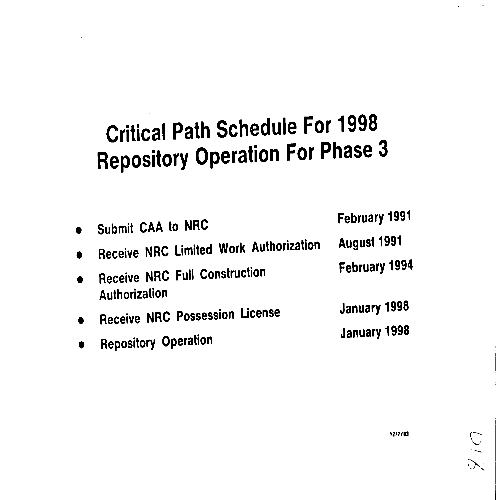 Critical Path Schedule For 1998
Repository Operation For Phase 3
• Submit CAA to NRC February 1991
• Receive NRC Limited Work Authorization August 1991
• Receive NRC Full Construction February 1994
Authorization
• Receive NRC Possession License January 1998
• Repository Operation January 1998